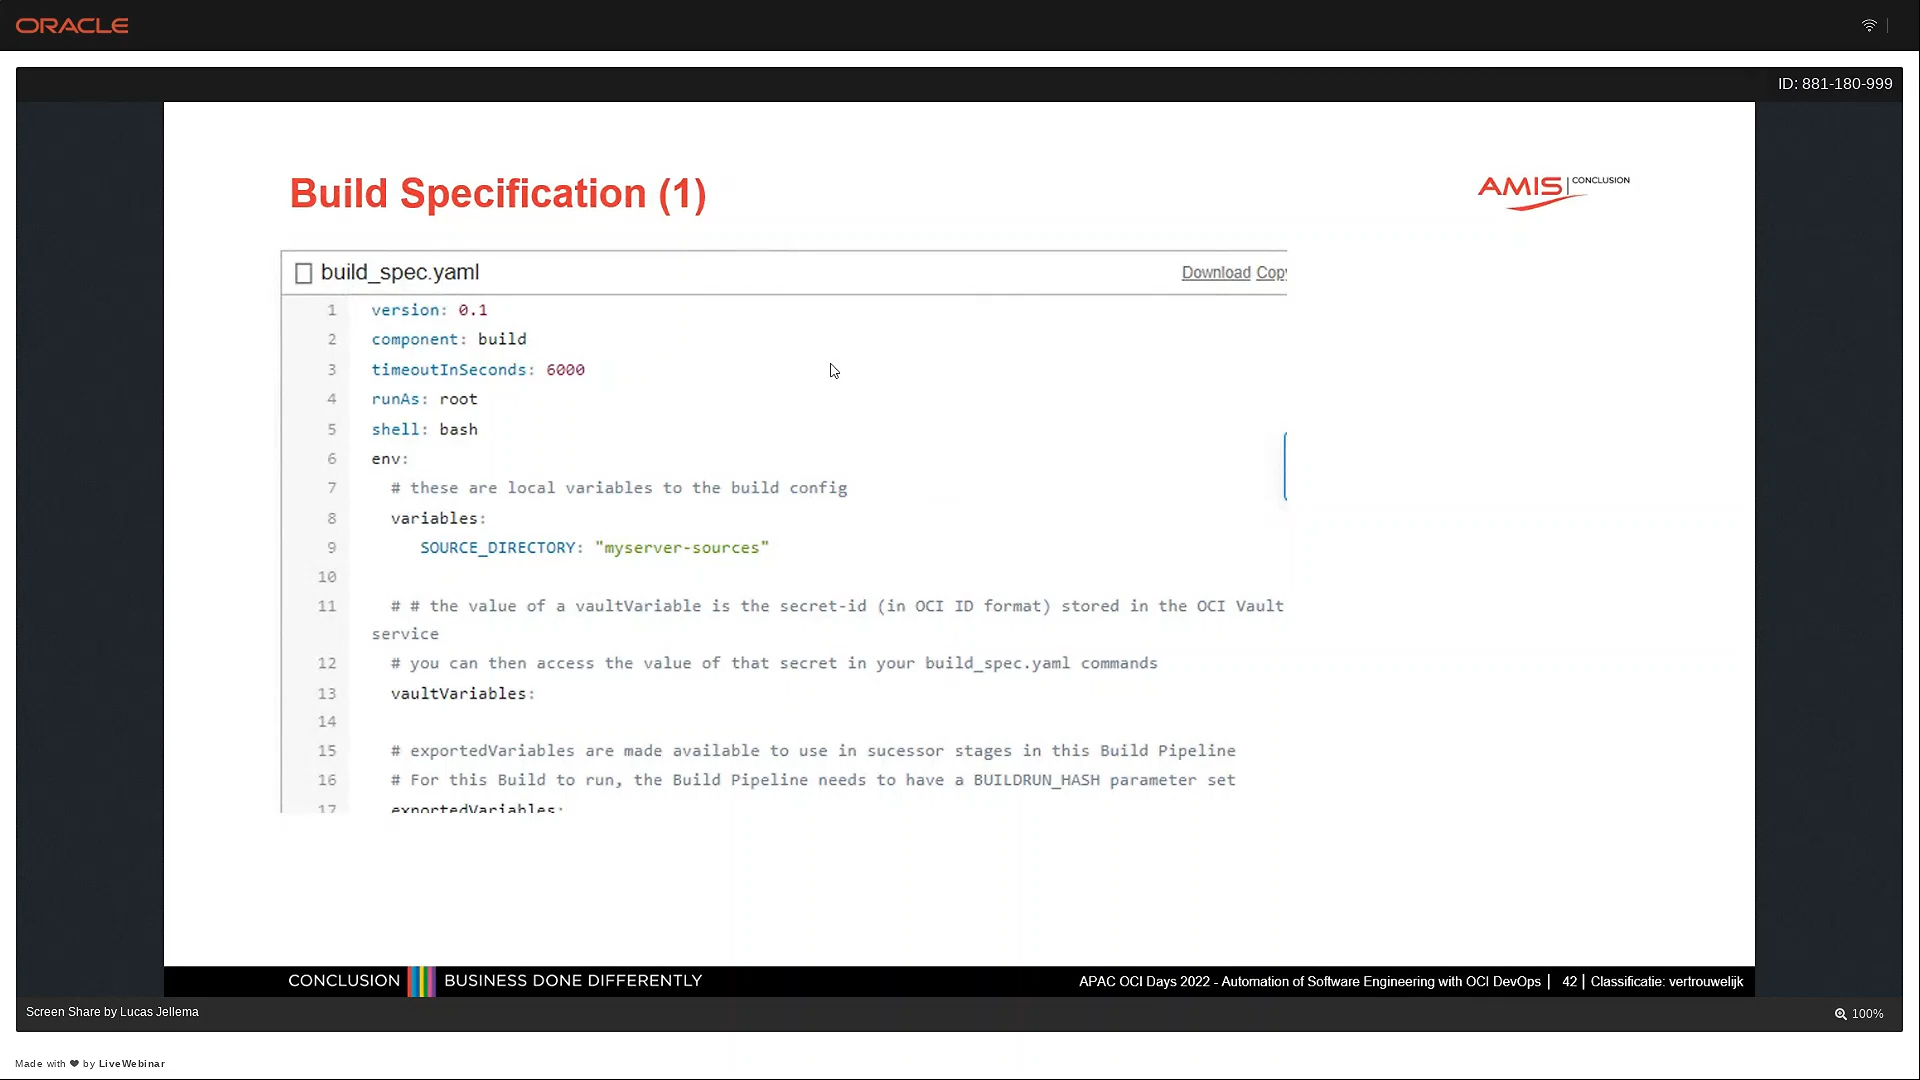 ORACLE
ID: 881-180-999
Build Specification (1)
AMIS CONCLUSION
build_spec.yaml
Download Copy
1 version: 0.1
2 component: build
3 timeoutInSeconds: 6000
4 runAs: root
5 shell: bash
6 env:
7 # these are local variables to the build config
8 variables:
9 SOURCE_DIRECTORY: "myserver-sources"
10
11 # # the value of a vaultVariable is the secret-id (in OCI ID format) stored in the OCI Vault
service
12 # you can then access the value of that secret in your build_spec.yaml commands
13 vaultVariables:
14
15 # exportedVariables are made available to use in sucessor stages in this Build Pipeline
16 # For this Build to run, the Build Pipeline needs to have a BUILDRUN_HASH parameter set
17 exportedVariables:
CONCLUSION BUSINESS DONE DIFFERENTLY
APAC OCI Days 2022 - Automation of Software Engineering with OCI DevOps | 42 | Classificatie: vertrouwelijk
Screen Share by Lucas Jellema
100%
Made with ❤ by LiveWebinar